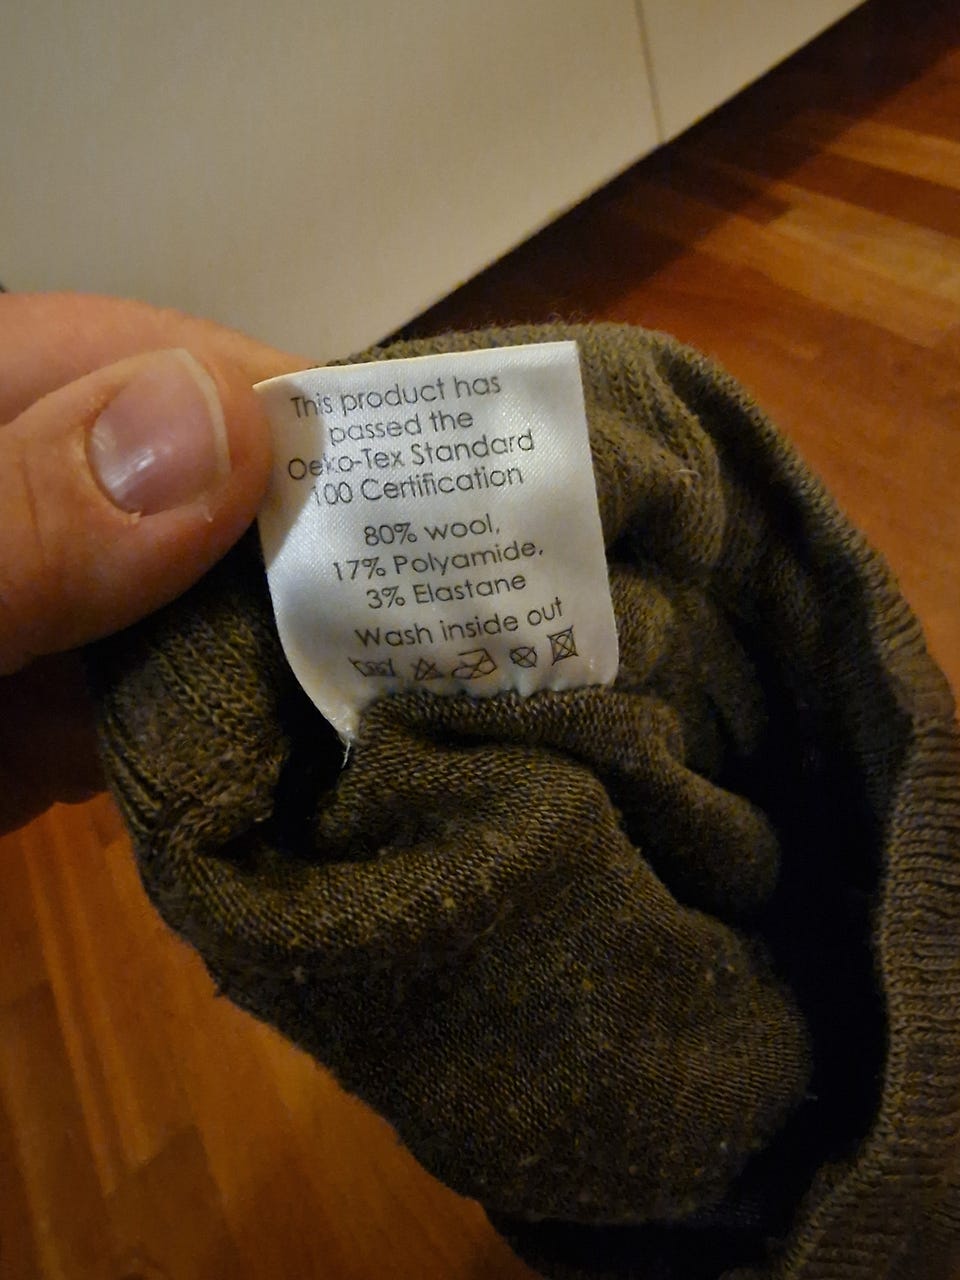 This product has
passed the
Oeko-Tex Standard
100 Certification
80% wool,
17% Polyamide,
3% Elastane
Wash inside out